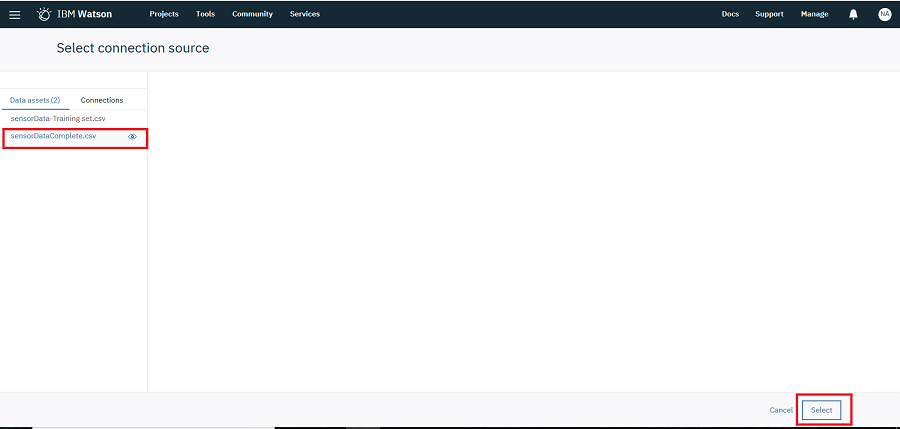 IBM Watson Projects Tools Community Services Docs Support Manage NA
Select connection source
Data assets (2) Connections
sensorData-Training set.csv
sensorDataComplete.csv
Cancel Select